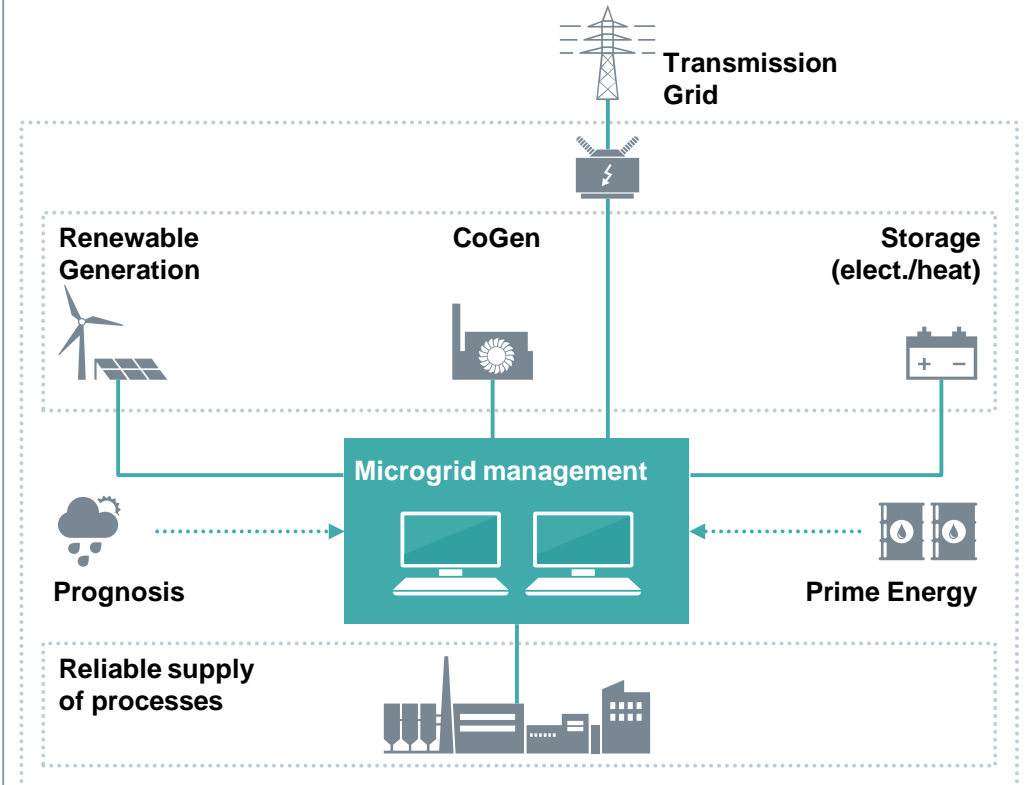 Transmission
Grid
Renewable
Generation
CoGen
Storage
(elect./heat)
Microgrid management
Prognosis
Prime Energy
Reliable supply
of processes